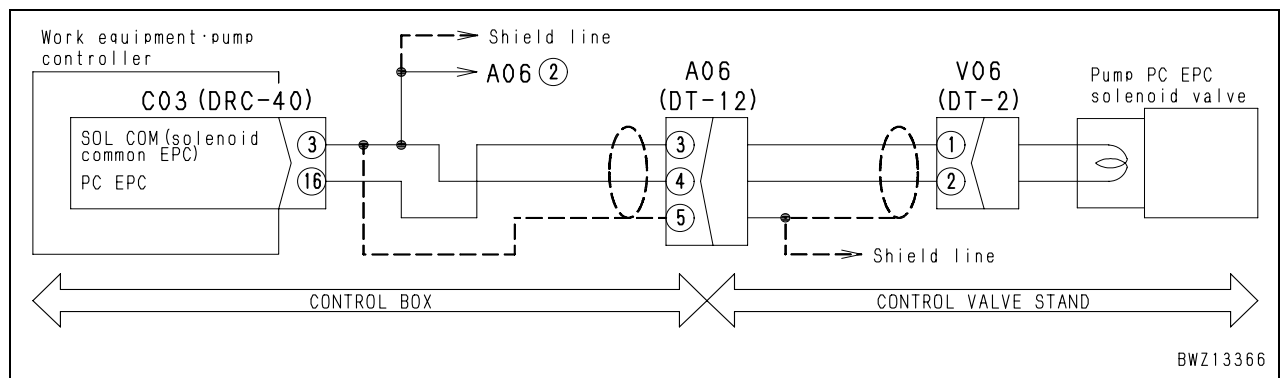 Work equipment·pump
controller
Shield line
A06 ②
C03 (DRC-40)
A06
(DT-12)
V06
(DT-2)
Pump PC EPC
solenoid valve
SOL COM (solenoid
common EPC)
PC EPC
③
⑯
③
④
⑤
①
②
Shield line
CONTROL BOX
CONTROL VALVE STAND
BWZ13366